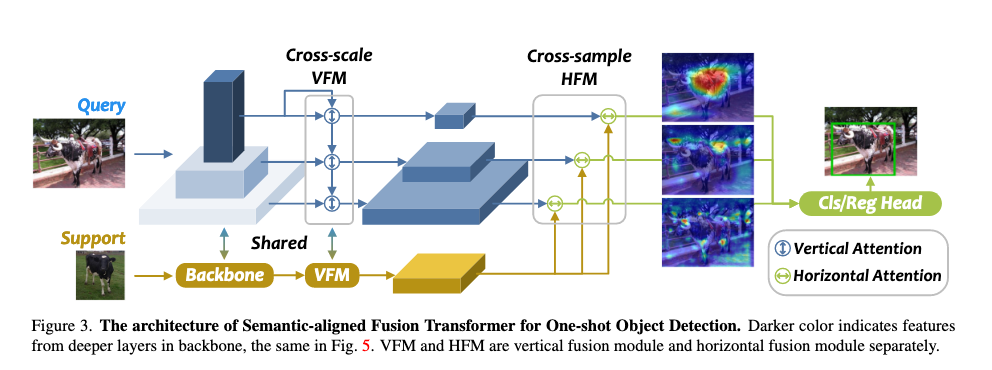 Cross-scale
VFM
Cross-sample
HFM
Query
Support
Shared
Backbone
VFM
Cls/Reg Head
Vertical Attention
Horizontal Attention
Figure 3. The architecture of Semantic-aligned Fusion Transformer for One-shot Object Detection. Darker color indicates features
from deeper layers in backbone, the same in Fig. 5. VFM and HFM are vertical fusion module and horizontal fusion module separately.